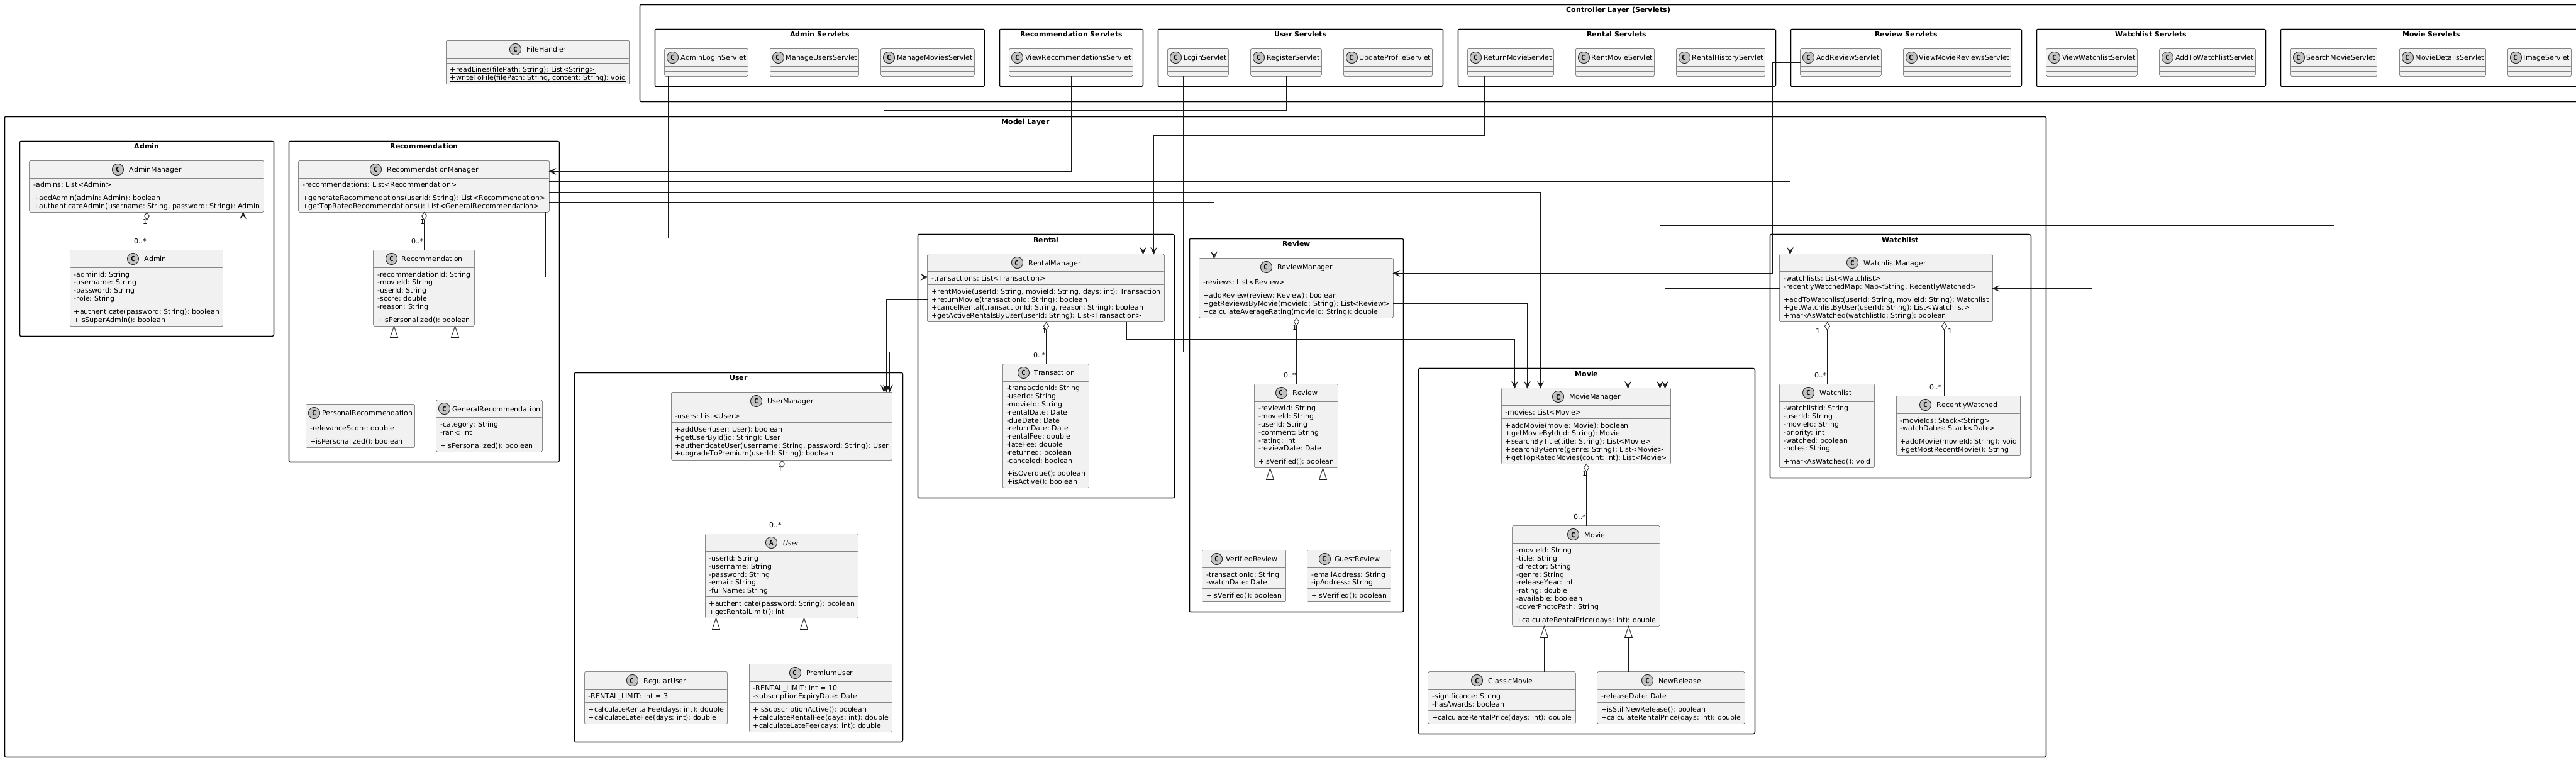 Controller Layer (Servlets)
Admin Servlets
C AdminLoginServlet
C ManageUsersServlet
C ManageMoviesServlet
Recommendation Servlets
C ViewRecommendationsServlet
User Servlets
C LoginServlet
C RegisterServlet
C UpdateProfileServlet
Rental Servlets
C ReturnMovieServlet
C RentMovieServlet
C RentalHistoryServlet
Review Servlets
C AddReviewServlet
C ViewMovieReviewsServlet
Watchlist Servlets
C ViewWatchlistServlet
C AddToWatchlistServlet
Movie Servlets
C SearchMovieServlet
C MovieDetailsServlet
C ImageServlet
C FileHandler
+readLines(filePath: String): List<String>
+writeToFile(filePath: String, content: String): void
Model Layer
Admin
C AdminManager
-admins: List<Admin>
+addAdmin(admin: Admin): boolean
+authenticateAdmin(username: String, password: String): Admin
1
0..*
C Admin
-adminId: String
-username: String
-password: String
-role: String
+authenticate(password: String): boolean
+isSuperAdmin(): boolean
Recommendation
C RecommendationManager
-recommendations: List<Recommendation>
+generateRecommendations(userId: String): List<Recommendation>
+getTopRatedRecommendations(): List<GeneralRecommendation>
1
0..*
C Recommendation
-recommendationId: String
-movieId: String
-userId: String
-score: double
-reason: String
+isPersonalized(): boolean
C PersonalRecommendation
-relevanceScore: double
+isPersonalized(): boolean
C GeneralRecommendation
-category: String
-rank: int
+isPersonalized(): boolean
User
C UserManager
-users: List<User>
+addUser(user: User): boolean
+getUserById(id: String): User
+authenticateUser(username: String, password: String): User
+upgradeToPremium(userId: String): boolean
1
0..*
A User
-userId: String
-username: String
-password: String
-email: String
-fullName: String
+authenticate(password: String): boolean
+getRentalLimit(): int
C RegularUser
-RENTAL_LIMIT: int = 3
+calculateRentalFee(days: int): double
+calculateLateFee(days: int): double
C PremiumUser
-RENTAL_LIMIT: int = 10
-subscriptionExpiryDate: Date
+isSubscriptionActive(): boolean
+calculateRentalFee(days: int): double
+calculateLateFee(days: int): double
Rental
C RentalManager
-transactions: List<Transaction>
+rentMovie(userId: String, movieId: String, days: int): Transaction
+returnMovie(transactionId: String): boolean
+cancelRental(transactionId: String, reason: String): boolean
+getActiveRentalsByUser(userId: String): List<Transaction>
1
0..*
C Transaction
-transactionId: String
-userId: String
-movieId: String
-rentalDate: Date
-dueDate: Date
-returnDate: Date
-rentalFee: double
-lateFee: double
-returned: boolean
-canceled: boolean
+isOverdue(): boolean
+isActive(): boolean
Review
C ReviewManager
-reviews: List<Review>
+addReview(review: Review): boolean
+getReviewsByMovie(movieId: String): List<Review>
+calculateAverageRating(movieId: String): double
1
0..*
C Review
-reviewId: String
-movieId: String
-userId: String
-comment: String
-rating: int
-reviewDate: Date
+isVerified(): boolean
C VerifiedReview
-transactionId: String
-watchDate: Date
+isVerified(): boolean
C GuestReview
-emailAddress: String
-ipAddress: String
+isVerified(): boolean
Movie
C MovieManager
-movies: List<Movie>
+addMovie(movie: Movie): boolean
+getMovieById(id: String): Movie
+searchByTitle(title: String): List<Movie>
+searchByGenre(genre: String): List<Movie>
+getTopRatedMovies(count: int): List<Movie>
1
0..*
C Movie
-movieId: String
-title: String
-director: String
-genre: String
-releaseYear: int
-rating: double
-available: boolean
-coverPhotoPath: String
+calculateRentalPrice(days: int): double
C ClassicMovie
-significance: String
-hasAwards: boolean
+calculateRentalPrice(days: int): double
C NewRelease
-releaseDate: Date
+isStillNewRelease(): boolean
+calculateRentalPrice(days: int): double
Watchlist
C WatchlistManager
-watchlists: List<Watchlist>
-recentlyWatchedMap: Map<String, RecentlyWatched>
+addToWatchlist(userId: String, movieId: String): Watchlist
+getWatchlistByUser(userId: String): List<Watchlist>
+markAsWatched(watchlistId: String): boolean
1
1
0..*
0..*
C Watchlist
-watchlistId: String
-userId: String
-movieId: String
-priority: int
-watched: boolean
-notes: String
+markAsWatched(): void
C RecentlyWatched
-movieIds: Stack<String>
-watchDates: Stack<Date>
+addMovie(movieId: String): void
+getMostRecentMovie(): String